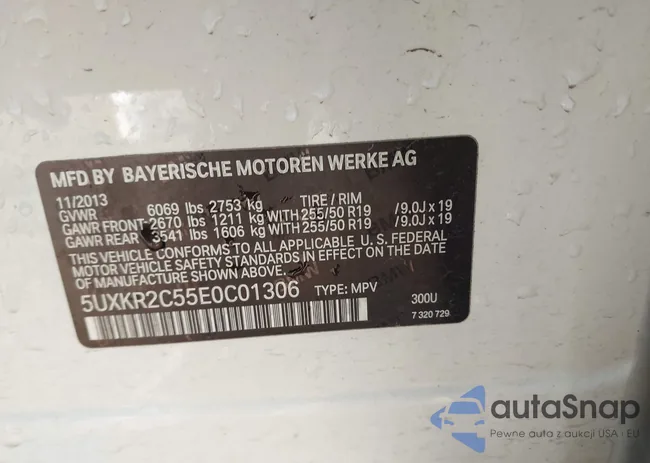 MFD BY BAYERISCHE MOTOREN WERKE AG
11/2013
GVWR 6069 lbs 2753 kg TIRE / RIM
GAWR FRONT-2670 lbs 1211 kg WITH 255/50 R19 /9.0J x 19
GAWR REAR 3541 lbs 1606 kg WITH 255/50 R19 /9.0J x 19
THIS VEHICLE CONFORMS TO ALL APPLICABLE U. S. FEDERAL
MOTOR VEHICLE SAFETY STANDARDS IN EFFECT ON THE DATE
OF MANUFACTURE SHOWN ABOVE.
5UXKR2C55E0C01306 TYPE: MPV 300U
7 320 729
autaSnap
Pewne auta z aukcji USA i EU